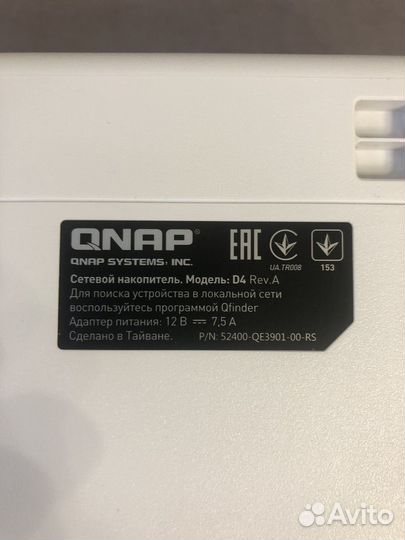 QNAP®
QNAP SYSTEMS, INC.
EAC
UA.TR008
153
Сетевой накопитель. Модель: D4 Rev.A
Для поиска устройства в локальной сети
воспользуйтесь программой Qfinder
Адаптер питания: 12 В ⎓ 7,5 А
Сделано в Тайване. P/N: 52400-QE3901-00-RS
Avito